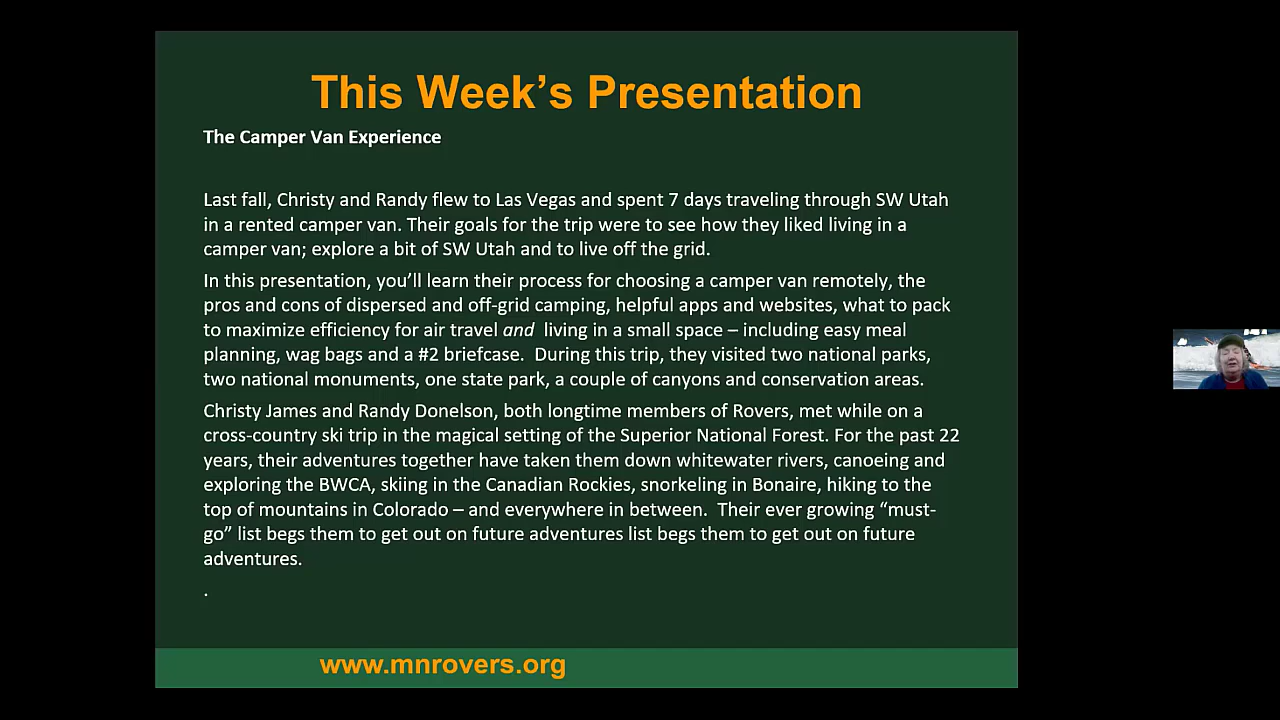 This Week’s Presentation
The Camper Van Experience
Last fall, Christy and Randy flew to Las Vegas and spent 7 days traveling through SW Utah
in a rented camper van. Their goals for the trip were to see how they liked living in a
camper van; explore a bit of SW Utah and to live off the grid.
In this presentation, you’ll learn their process for choosing a camper van remotely, the
pros and cons of dispersed and off-grid camping, helpful apps and websites, what to pack
to maximize efficiency for air travel and living in a small space – including easy meal
planning, wag bags and a #2 briefcase. During this trip, they visited two national parks,
two national monuments, one state park, a couple of canyons and conservation areas.
Christy James and Randy Donelson, both longtime members of Rovers, met while on a
cross-country ski trip in the magical setting of the Superior National Forest. For the past 22
years, their adventures together have taken them down whitewater rivers, canoeing and
exploring the BWCA, skiing in the Canadian Rockies, snorkeling in Bonaire, hiking to the
top of mountains in Colorado – and everywhere in between. Their ever growing “must-
go” list begs them to get out on future adventures list begs them to get out on future
adventures.
.
www.mnrovers.org